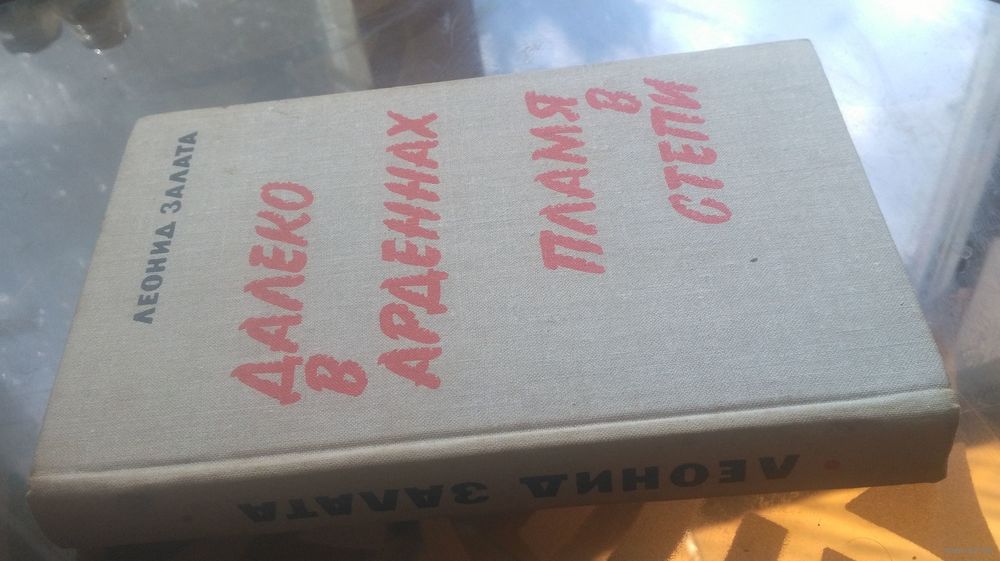 ЛЕОНИД ЗАЛАТА
ДАЛЕКО
В
АРДЕННАХ
ПЛАМЯ
В
СТЕПИ
ЛЕОНИД ЗАЛАТА